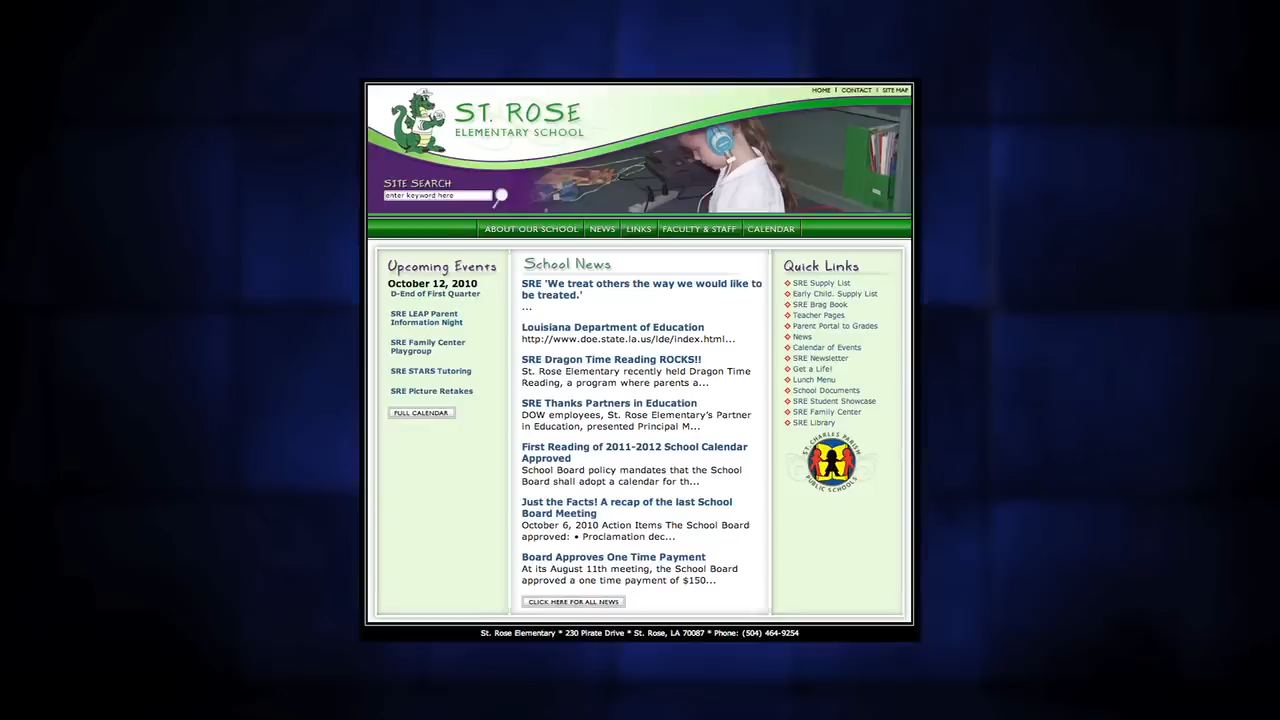 HOME | CONTACT | SITE MAP
ST. ROSE
ELEMENTARY SCHOOL
SITE SEARCH
enter keyword here
ABOUT OUR SCHOOL
NEWS
LINKS
FACULTY & STAFF
CALENDAR
Upcoming Events
October 12, 2010
D-End of First Quarter
SRE LEAP Parent
Information Night
SRE Family Center
Playgroup
SRE STARS Tutoring
SRE Picture Retakes
FULL CALENDAR
School News
SRE 'We treat others the way we would like to
be treated.'
...
Louisiana Department of Education
http://www.doe.state.la.us/lde/index.html...
SRE Dragon Time Reading ROCKS!!
St. Rose Elementary recently held Dragon Time
Reading, a program where parents a...
SRE Thanks Partners in Education
DOW employees, St. Rose Elementary's Partner
in Education, presented Principal M...
First Reading of 2011-2012 School Calendar
Approved
School Board policy mandates that the School
Board shall adopt a calendar for th...
Just the Facts! A recap of the last School
Board Meeting
October 6, 2010 Action Items The School Board
approved: • Proclamation dec...
Board Approves One Time Payment
At its August 11th meeting, the School Board
approved a one time payment of $150...
CLICK HERE FOR ALL NEWS
Quick Links
SRE Supply List
Early Child. Supply List
SRE Brag Book
Teacher Pages
Parent Portal to Grades
News
Calendar of Events
SRE Newsletter
Get a Life!
Lunch Menu
School Documents
SRE Student Showcase
SRE Family Center
SRE Library
ST. CHARLES PARISH
PUBLIC SCHOOLS
St. Rose Elementary * 230 Pirate Drive * St. Rose, LA 70087 * Phone: (504) 464-9254